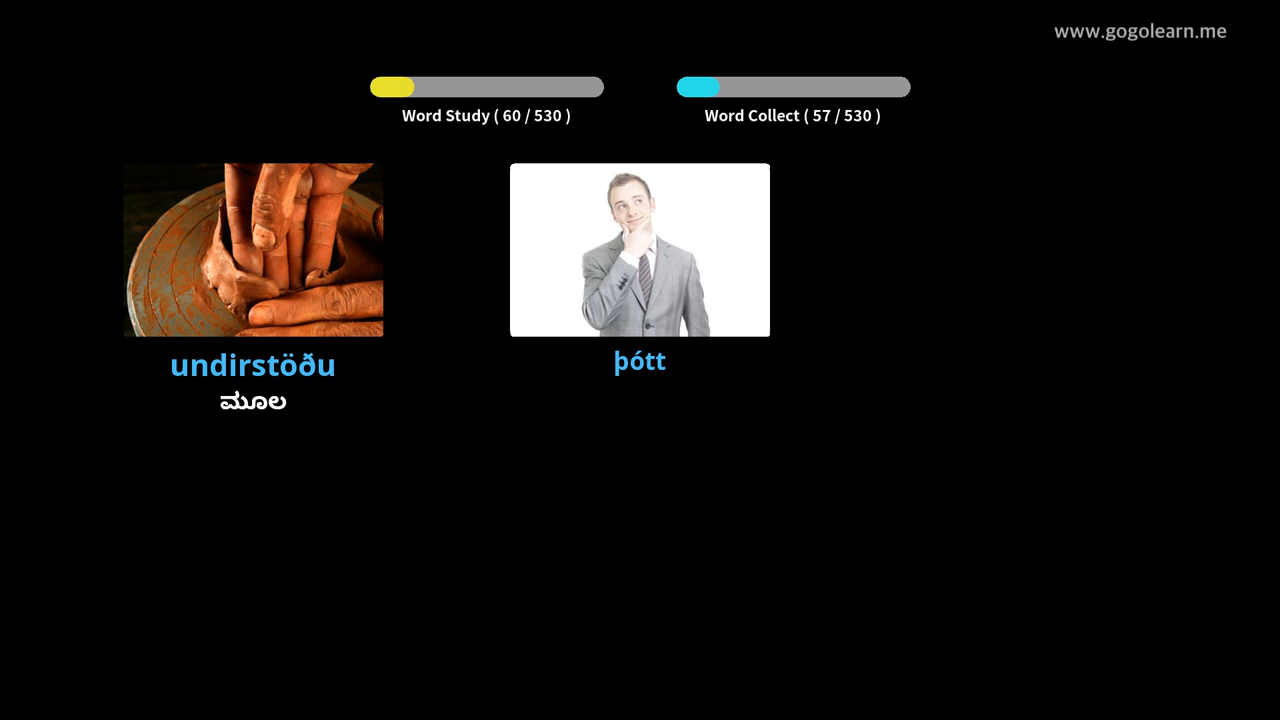 www.gogolearn.me
Word Study ( 60 / 530 )
Word Collect ( 57 / 530 )
undirstöðu
ಮೂಲ
þótt